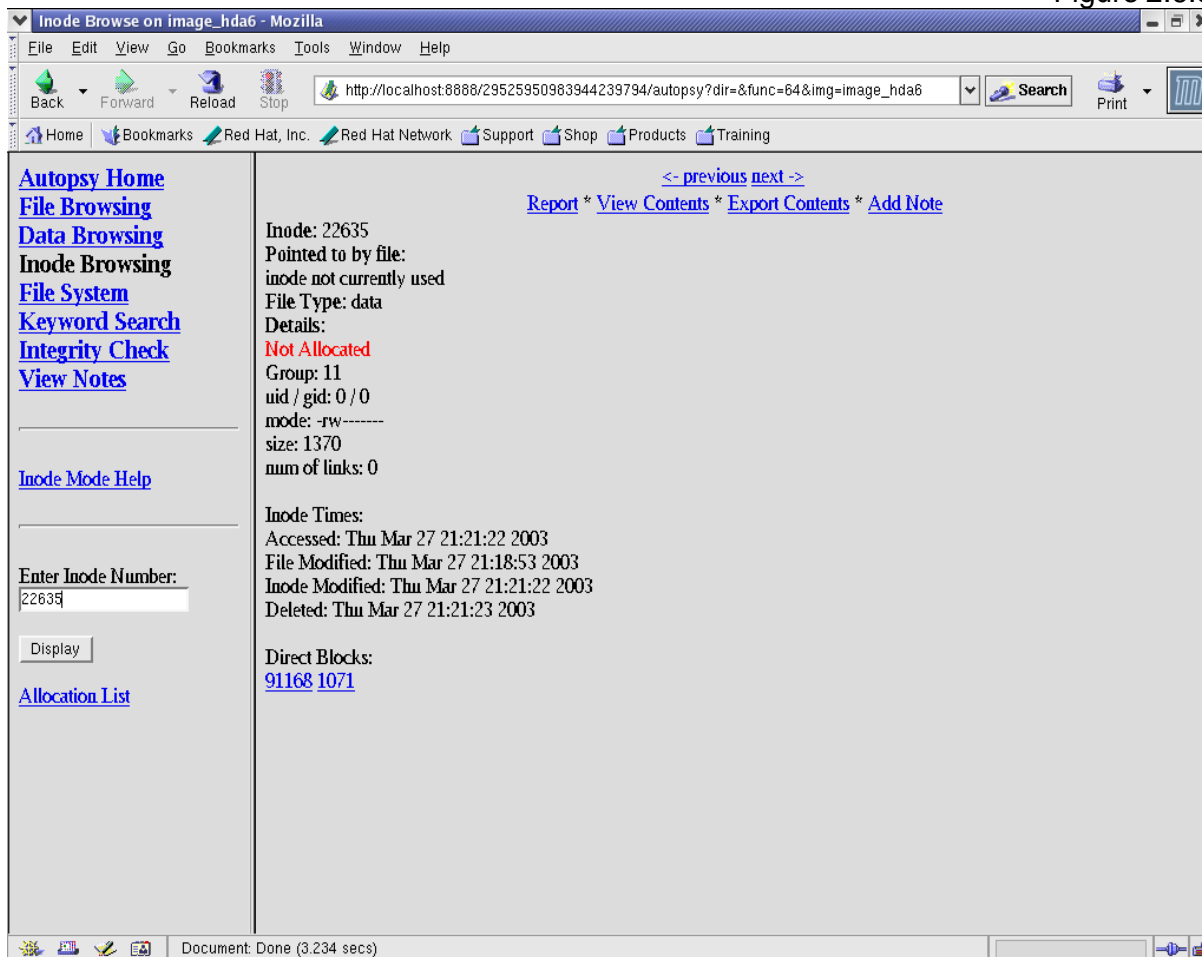 Inode Browse on image_hda6 - Mozilla
File Edit View Go Bookmarks Tools Window Help
Back Forward Reload Stop http://localhost:8888/29525950983944239794/autopsy?dir=&func=64&img=image_hda6 Search Print
Home Bookmarks Red Hat, Inc. Red Hat Network Support Shop Products Training
Autopsy Home
File Browsing
Data Browsing
Inode Browsing
File System
Keyword Search
Integrity Check
View Notes
Inode Mode Help
Enter Inode Number:
22635
Display
Allocation List
<- previous next ->
Report * View Contents * Export Contents * Add Note
Inode: 22635
Pointed to by file:
inode not currently used
File Type: data
Details:
Not Allocated
Group: 11
uid / gid: 0 / 0
mode: -rw-------
size: 1370
num of links: 0
Inode Times:
Accessed: Thu Mar 27 21:21:22 2003
File Modified: Thu Mar 27 21:18:53 2003
Inode Modified: Thu Mar 27 21:21:22 2003
Deleted: Thu Mar 27 21:21:23 2003
Direct Blocks:
91168 1071
Document: Done (3.234 secs)